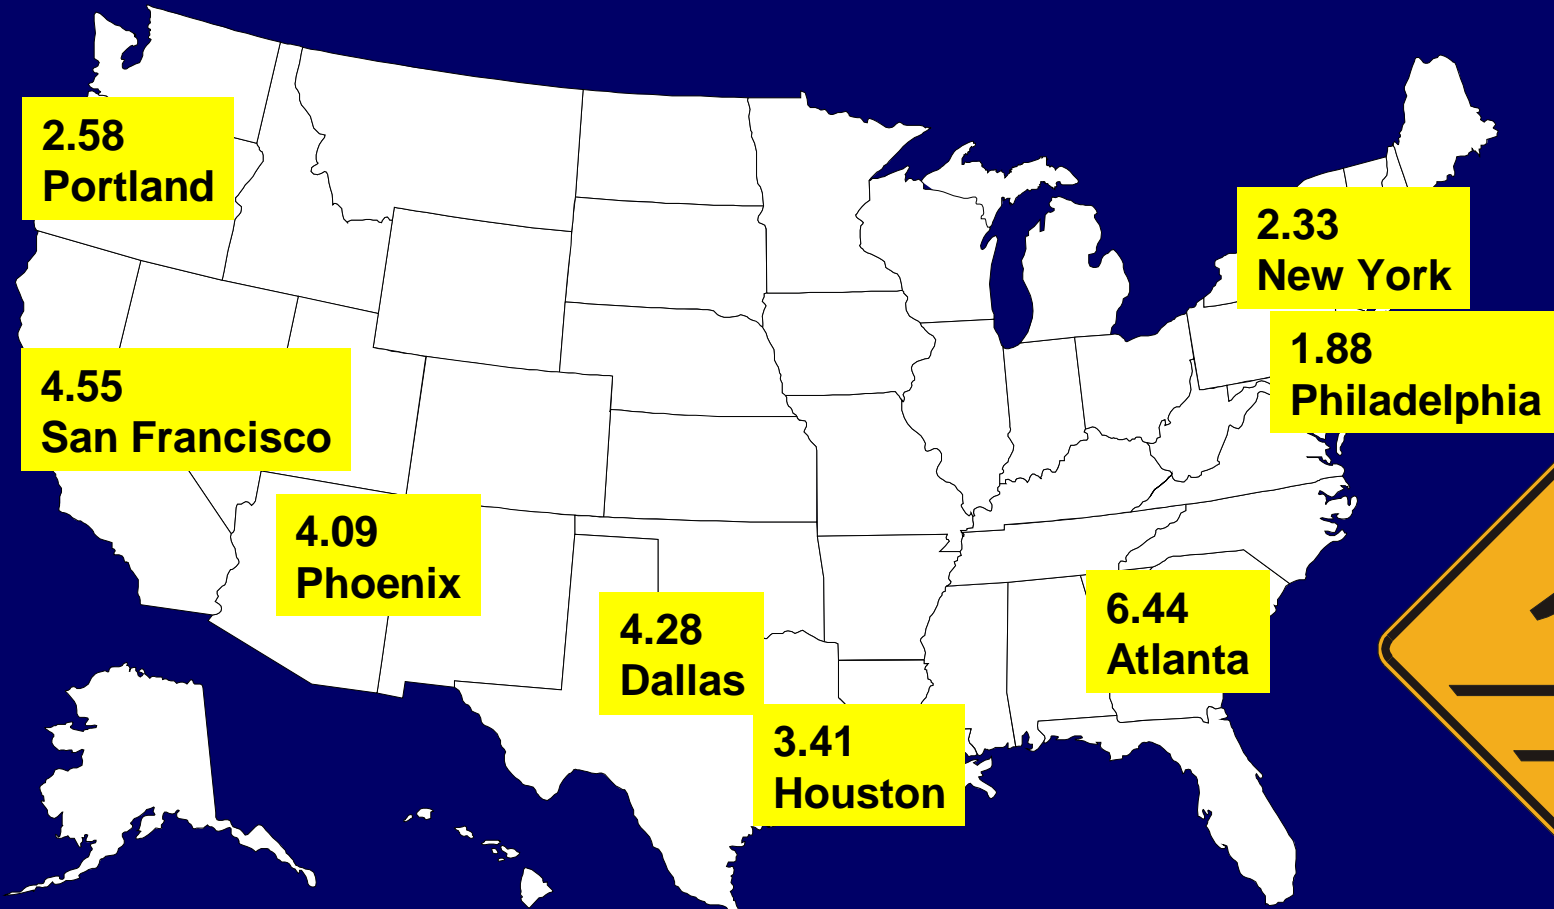 2.58
Portland
2.33
New York
1.88
Philadelphia
4.55
San Francisco
4.09
Phoenix
4.28
Dallas
6.44
Atlanta
3.41
Houston